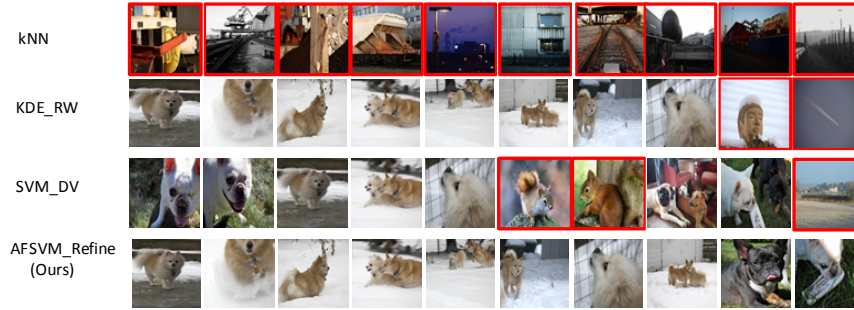 kNN
KDE_RW
SVM_DV
AFSVM_Refine
(Ours)